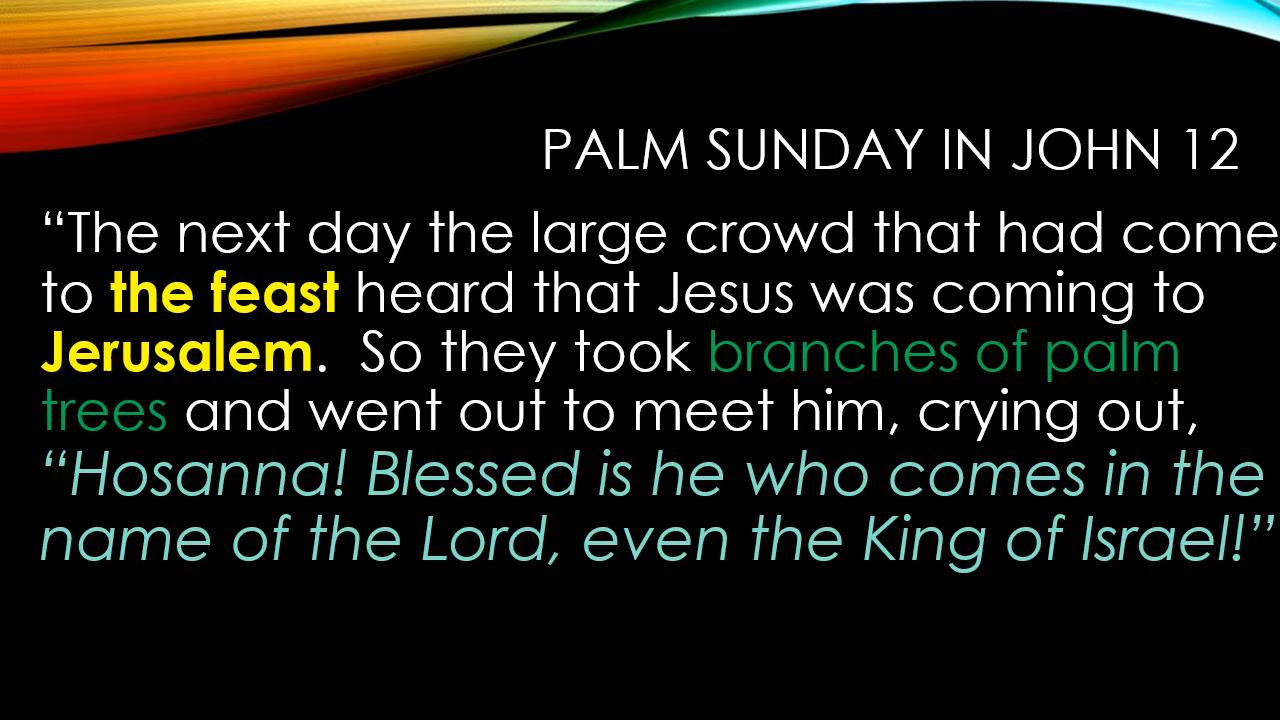 PALM SUNDAY IN JOHN 12
“The next day the large crowd that had come
to the feast heard that Jesus was coming to
Jerusalem.  So they took branches of palm
trees and went out to meet him, crying out,
“Hosanna! Blessed is he who comes in the
name of the Lord, even the King of Israel!”